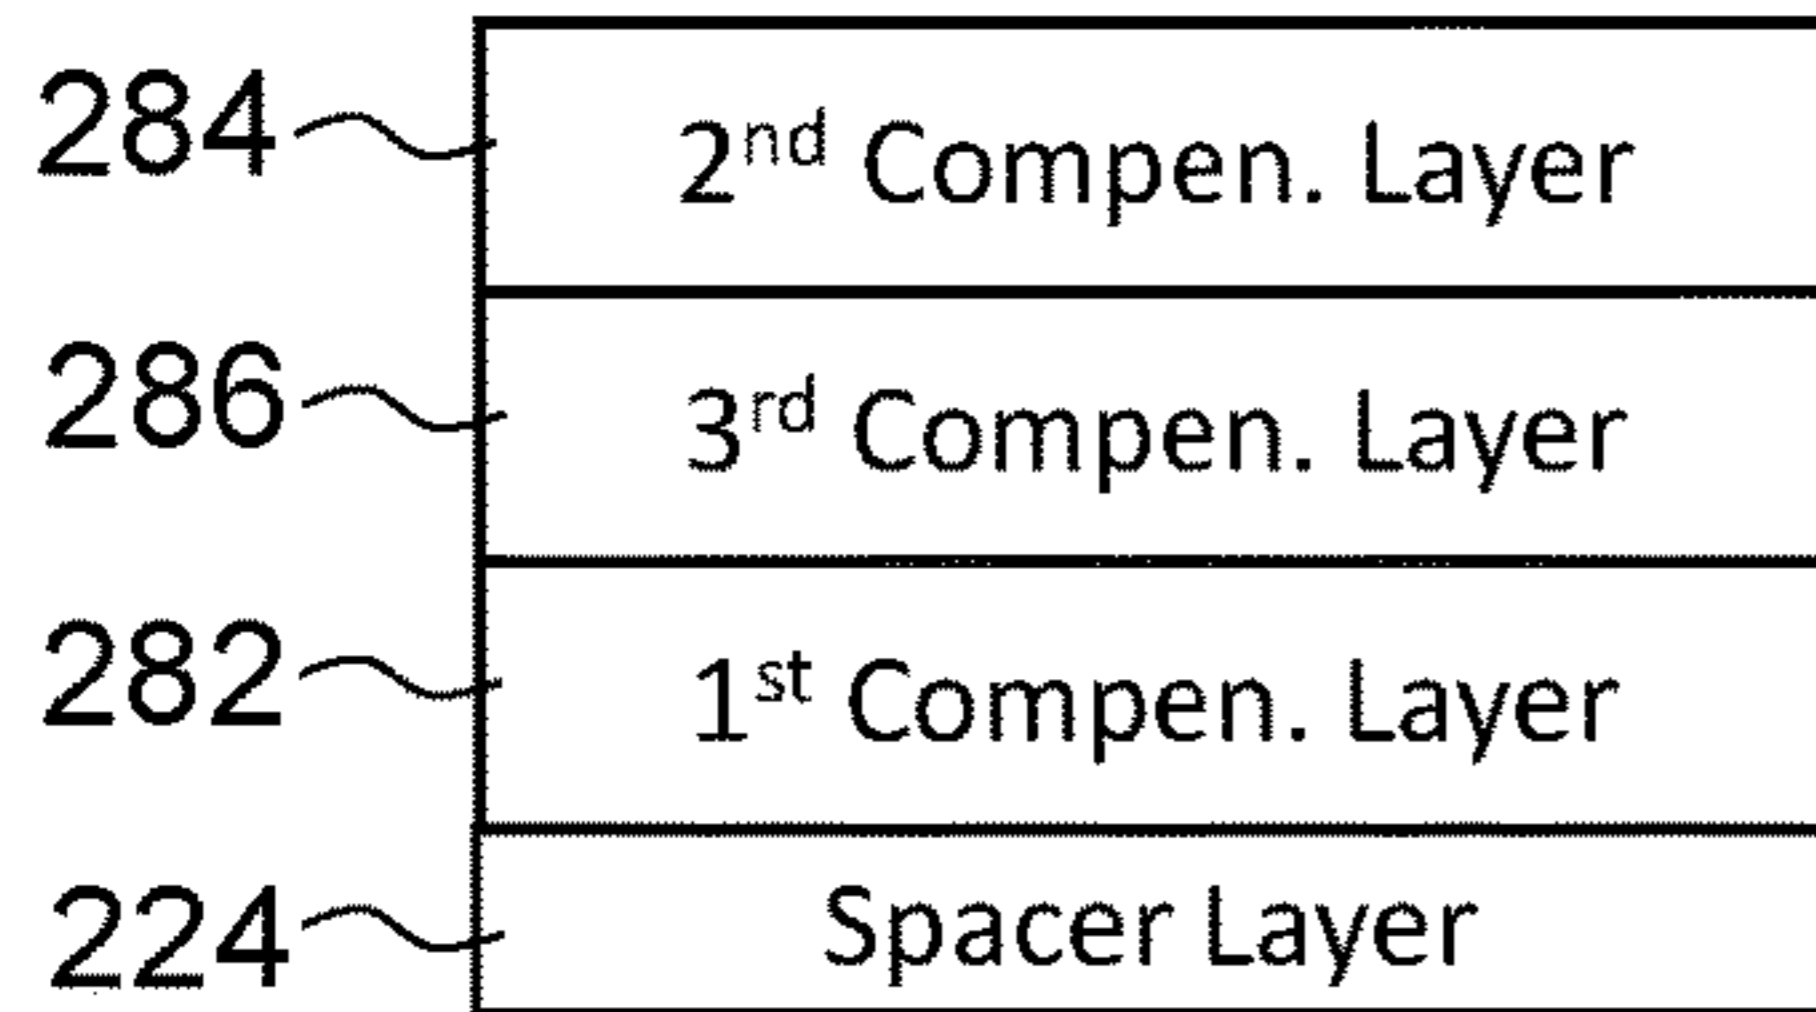 284 2nd Compen. Layer
286 3rd Compen. Layer
282 1st Compen. Layer
224 Spacer Layer